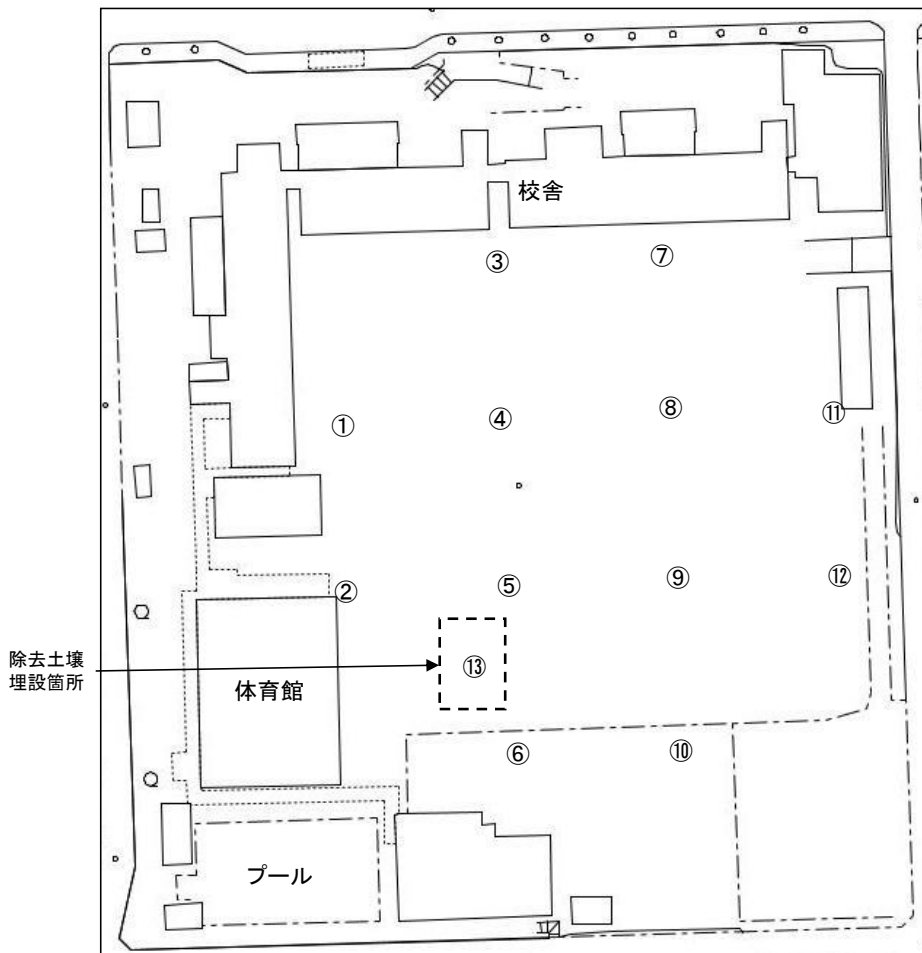 校舎
③
⑦
①
④
⑧
⑪
②
⑤
⑨
⑫
除去土壌
埋設箇所
⑬
体育館
⑥
⑩
プール